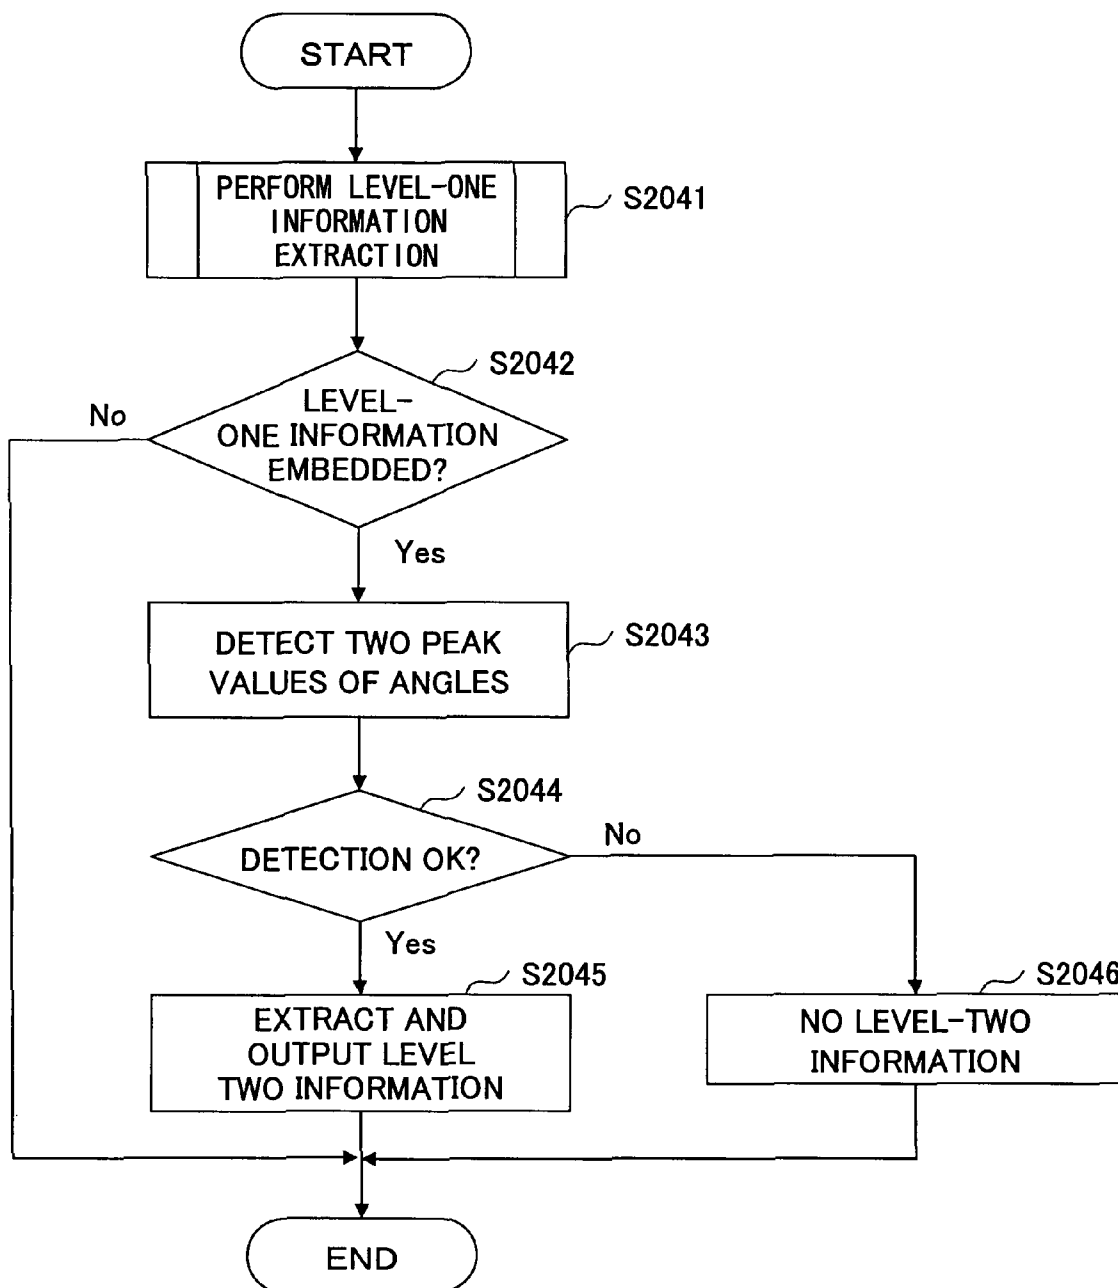 START
PERFORM LEVEL-ONE
INFORMATION
EXTRACTION
S2041
S2042
LEVEL-
ONE INFORMATION
EMBEDDED?
No
Yes
DETECT TWO PEAK
VALUES OF ANGLES
S2043
S2044
DETECTION OK?
No
Yes
S2045
EXTRACT AND
OUTPUT LEVEL
TWO INFORMATION
S2046
NO LEVEL-TWO
INFORMATION
END